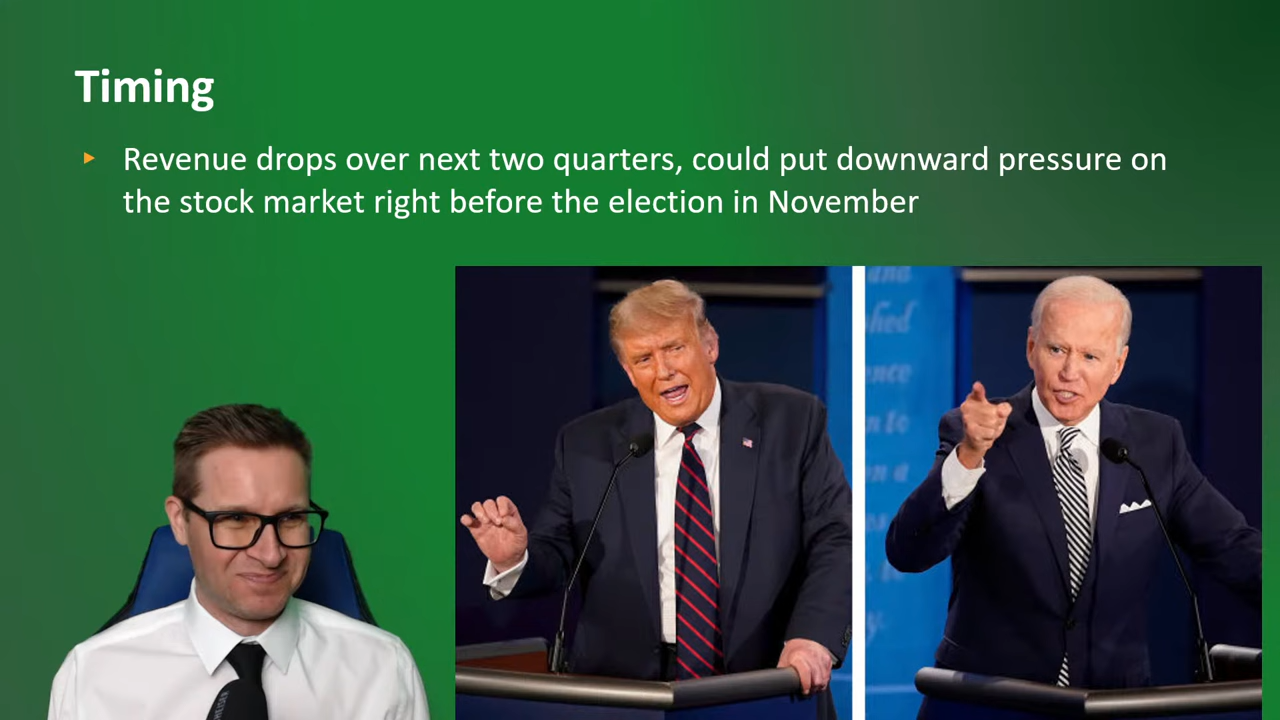 Timing
Revenue drops over next two quarters, could put downward pressure on
the stock market right before the election in November
and